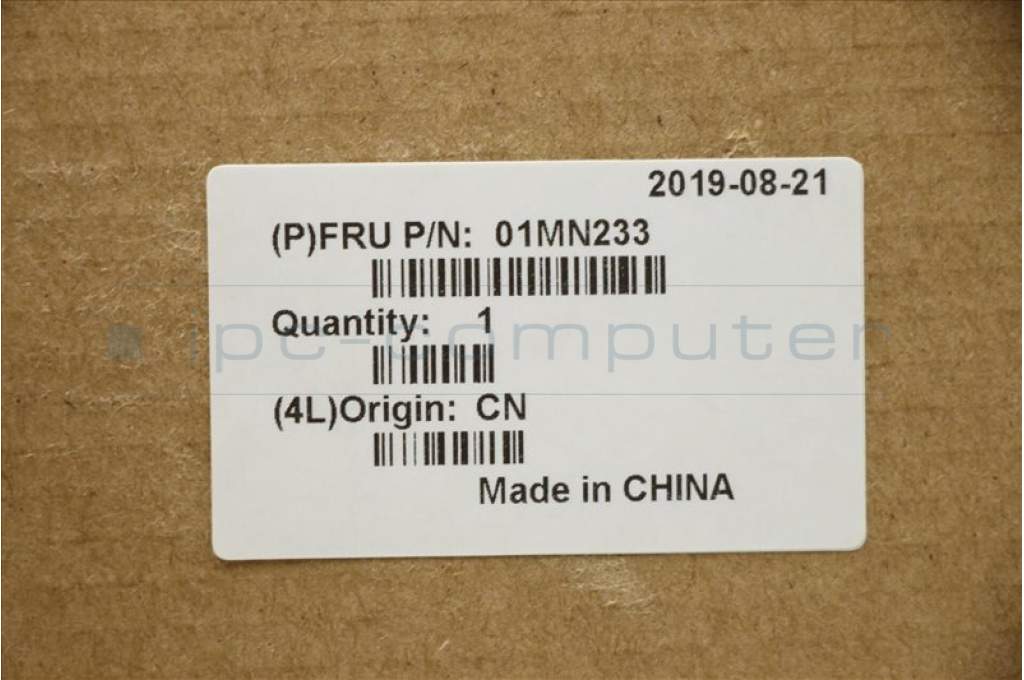 2019-08-21
(P)FRU P/N: 01MN233
Quantity: 1
ipc-computer
(4L)Origin: CN
Made in CHINA